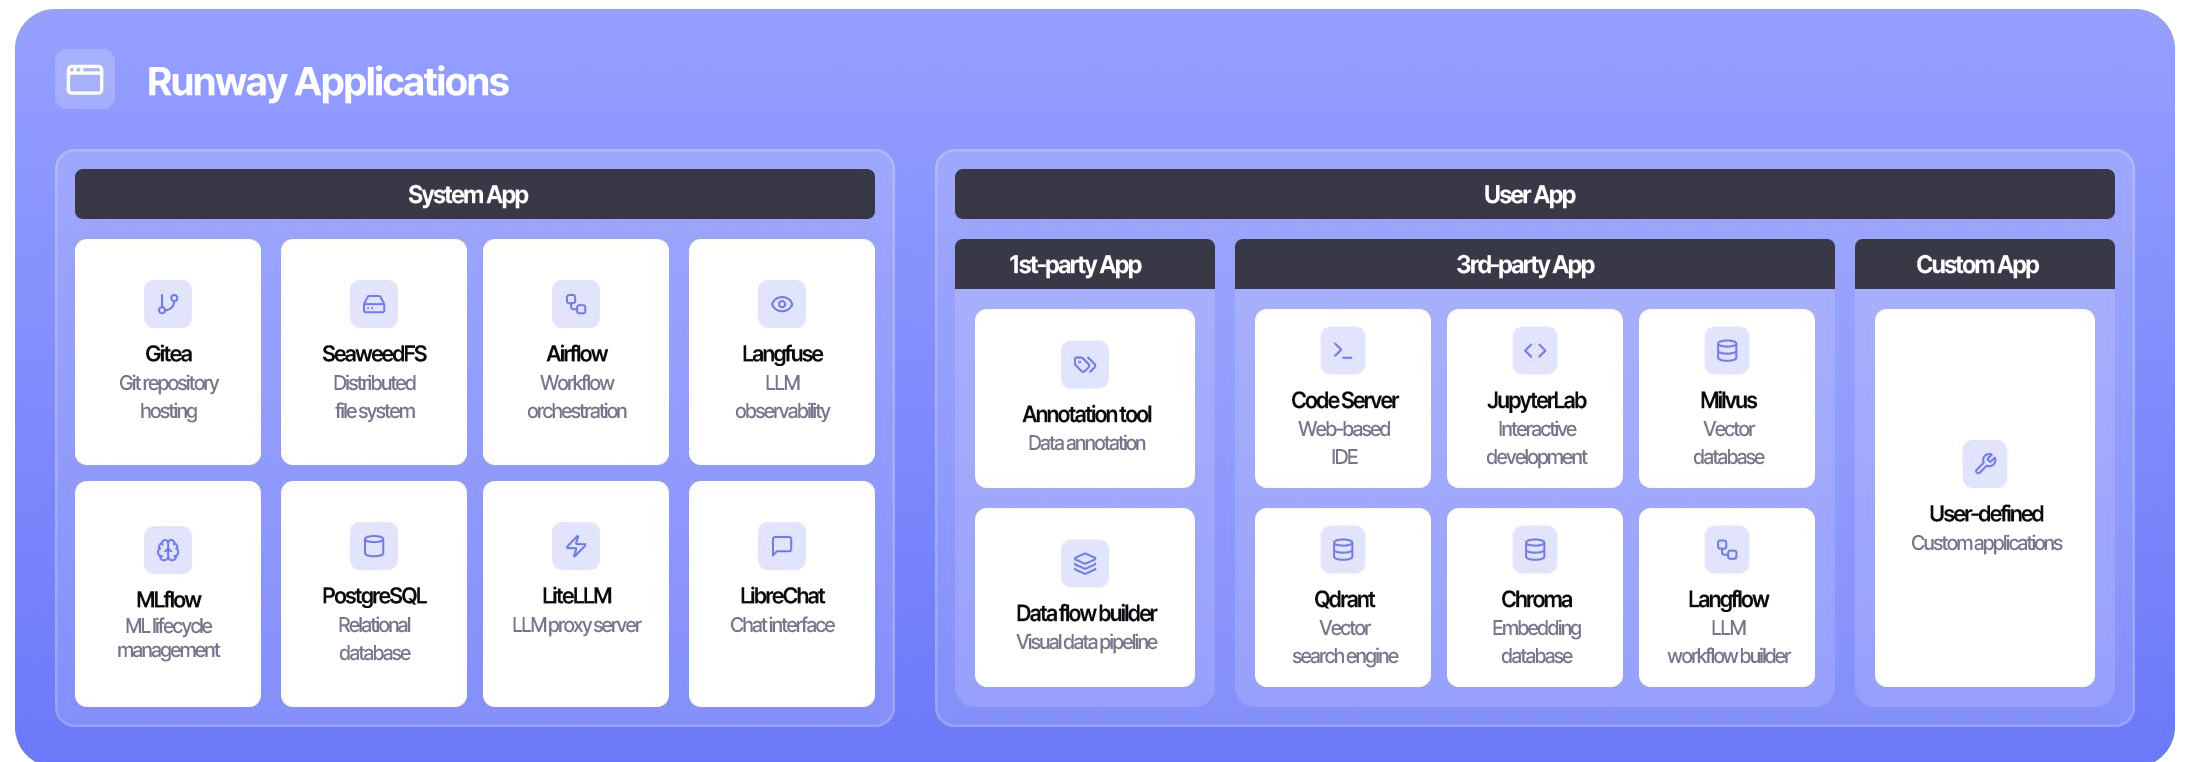 Runway Applications
System App
Gitea
Git repository
hosting
SeaweedFS
Distributed
file system
Airflow
Workflow
orchestration
Langfuse
LLM
observability
MLflow
ML lifecycle
management
PostgreSQL
Relational
database
LiteLLM
LLM proxy server
LibreChat
Chat interface
User App
1st-party App
Annotation tool
Data annotation
Data flow builder
Visual data pipeline
3rd-party App
Code Server
Web-based
IDE
JupyterLab
Interactive
development
Milvus
Vector
database
Qdrant
Vector
search engine
Chroma
Embedding
database
Langflow
LLM
workflow builder
Custom App
User-defined
Custom applications